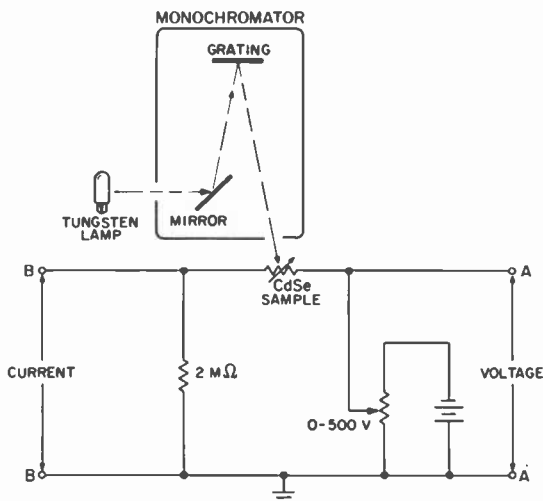 MONOCHROMATOR
GRATING
TUNGSTEN
LAMP
MIRROR
B
CdSe
SAMPLE
A
CURRENT
2 MΩ
0-500 V
VOLTAGE
B
A